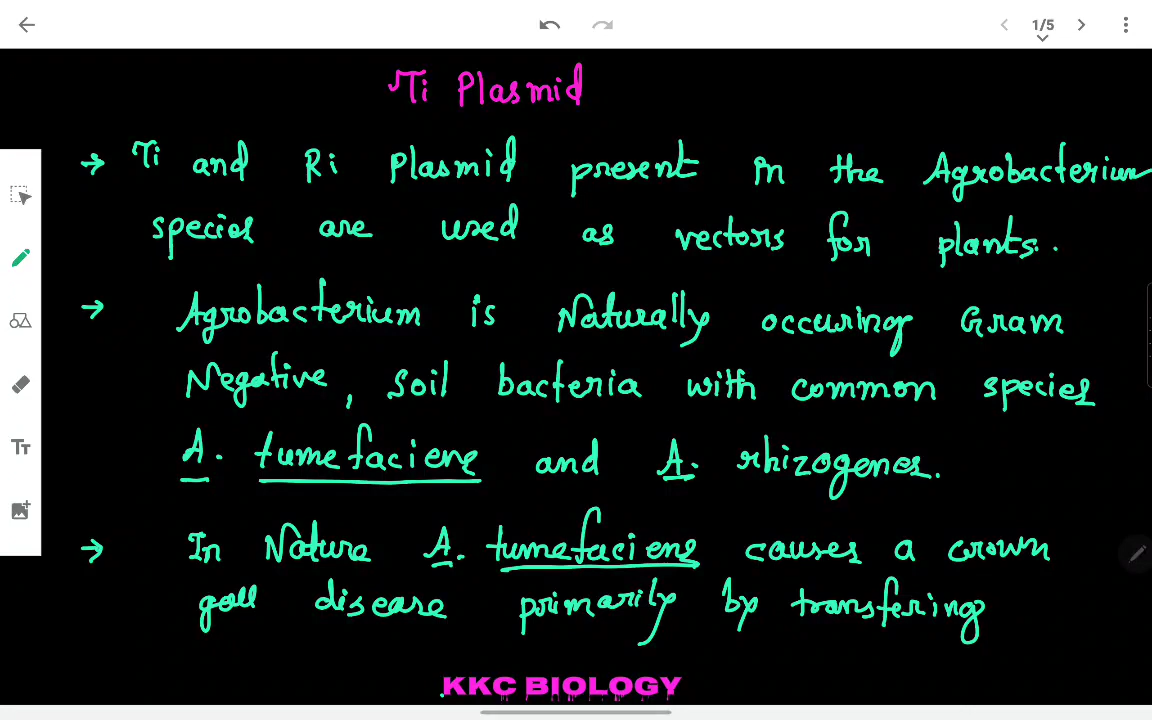 1/5
Ti Plasmid
→ Ti and Ri Plasmid present in the Agrobacterium
species are used as vectors for plants.
→ Agrobacterium is Naturally occuring Gram
Negative, soil bacteria with common species
A. tumefaciens and A. rhizogenes.
→ In Nature A. tumefaciens causes a crown
gall disease primarily by transfering
Tт
KKC BIOLOGY